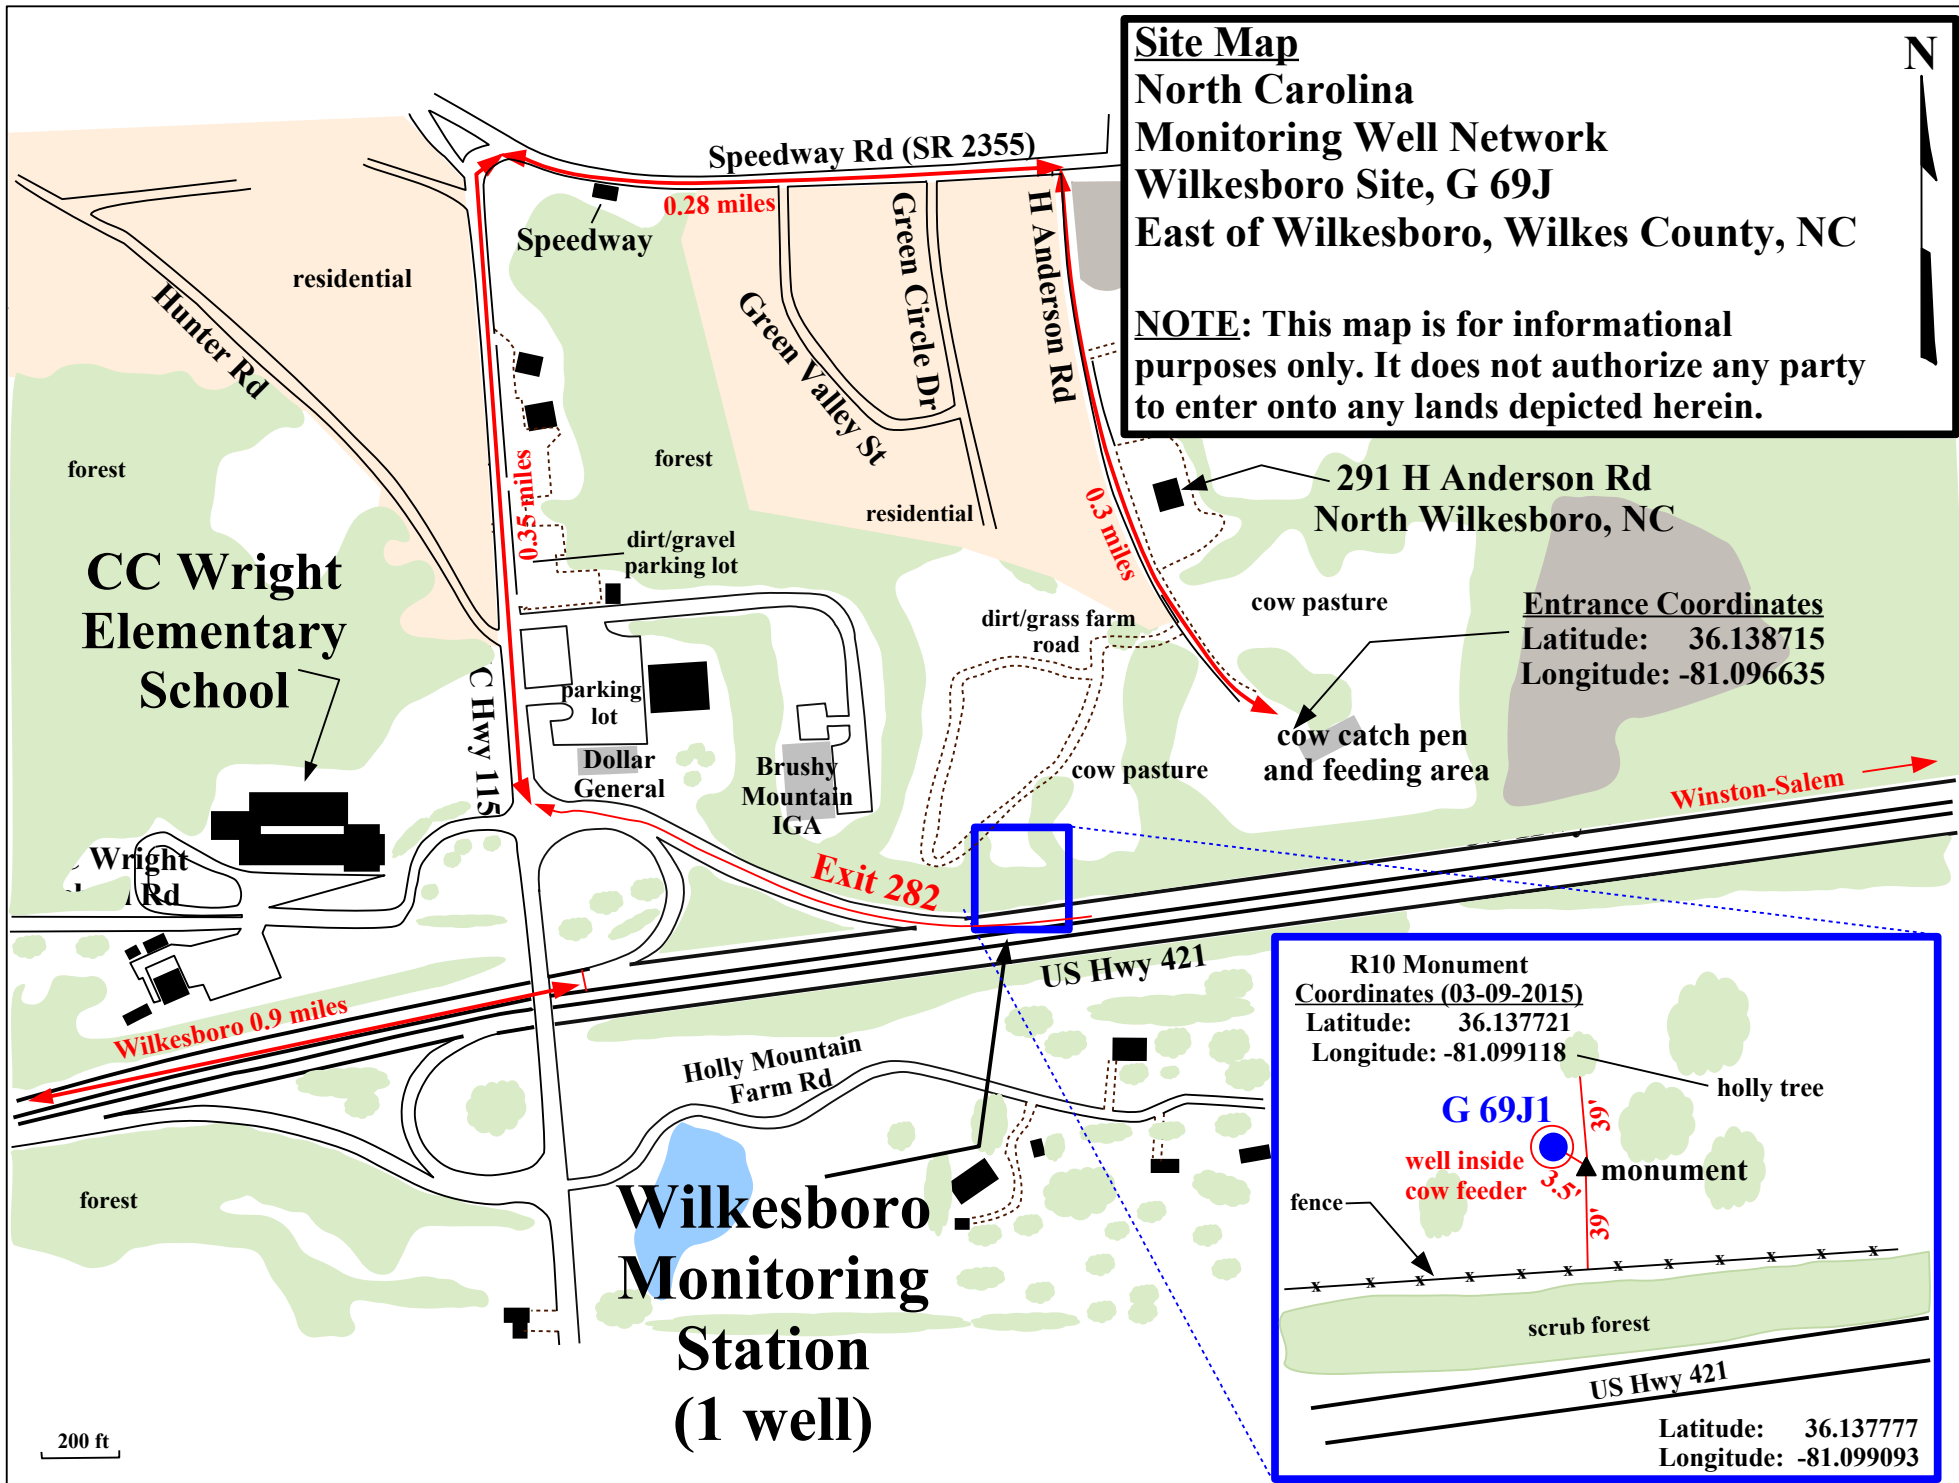 Site Map
North Carolina
Monitoring Well Network
Wilkesboro Site, G 69J
East of Wilkesboro, Wilkes County, NC
NOTE: This map is for informational
purposes only. It does not authorize any party
to enter onto any lands depicted herein.
N
Speedway Rd (SR 2355)
0.28 miles
Speedway
residential
Hunter Rd
Green Circle Dr
Green Valley St
H Anderson Rd
forest
forest
0.35 miles
residential
0.3 miles
291 H Anderson Rd
North Wilkesboro, NC
dirt/gravel
parking lot
CC Wright
Elementary
School
dirt/grass farm
road
cow pasture
Entrance Coordinates
Latitude: 36.138715
Longitude: -81.096635
C Hwy 115
parking
lot
Dollar
General
Brushy
Mountain
IGA
cow pasture
cow catch pen
and feeding area
Winston-Salem
Wright
Rd
Exit 282
US Hwy 421
Wilkesboro 0.9 miles
Holly Mountain
Farm Rd
forest
Wilkesboro
Monitoring
Station
(1 well)
200 ft
R10 Monument
Coordinates (03-09-2015)
Latitude: 36.137721
Longitude: -81.099118
holly tree
G 69J1
39'
well inside
cow feeder
3.5'
monument
fence
39'
x x x x x x x x x x x x
scrub forest
US Hwy 421
Latitude: 36.137777
Longitude: -81.099093